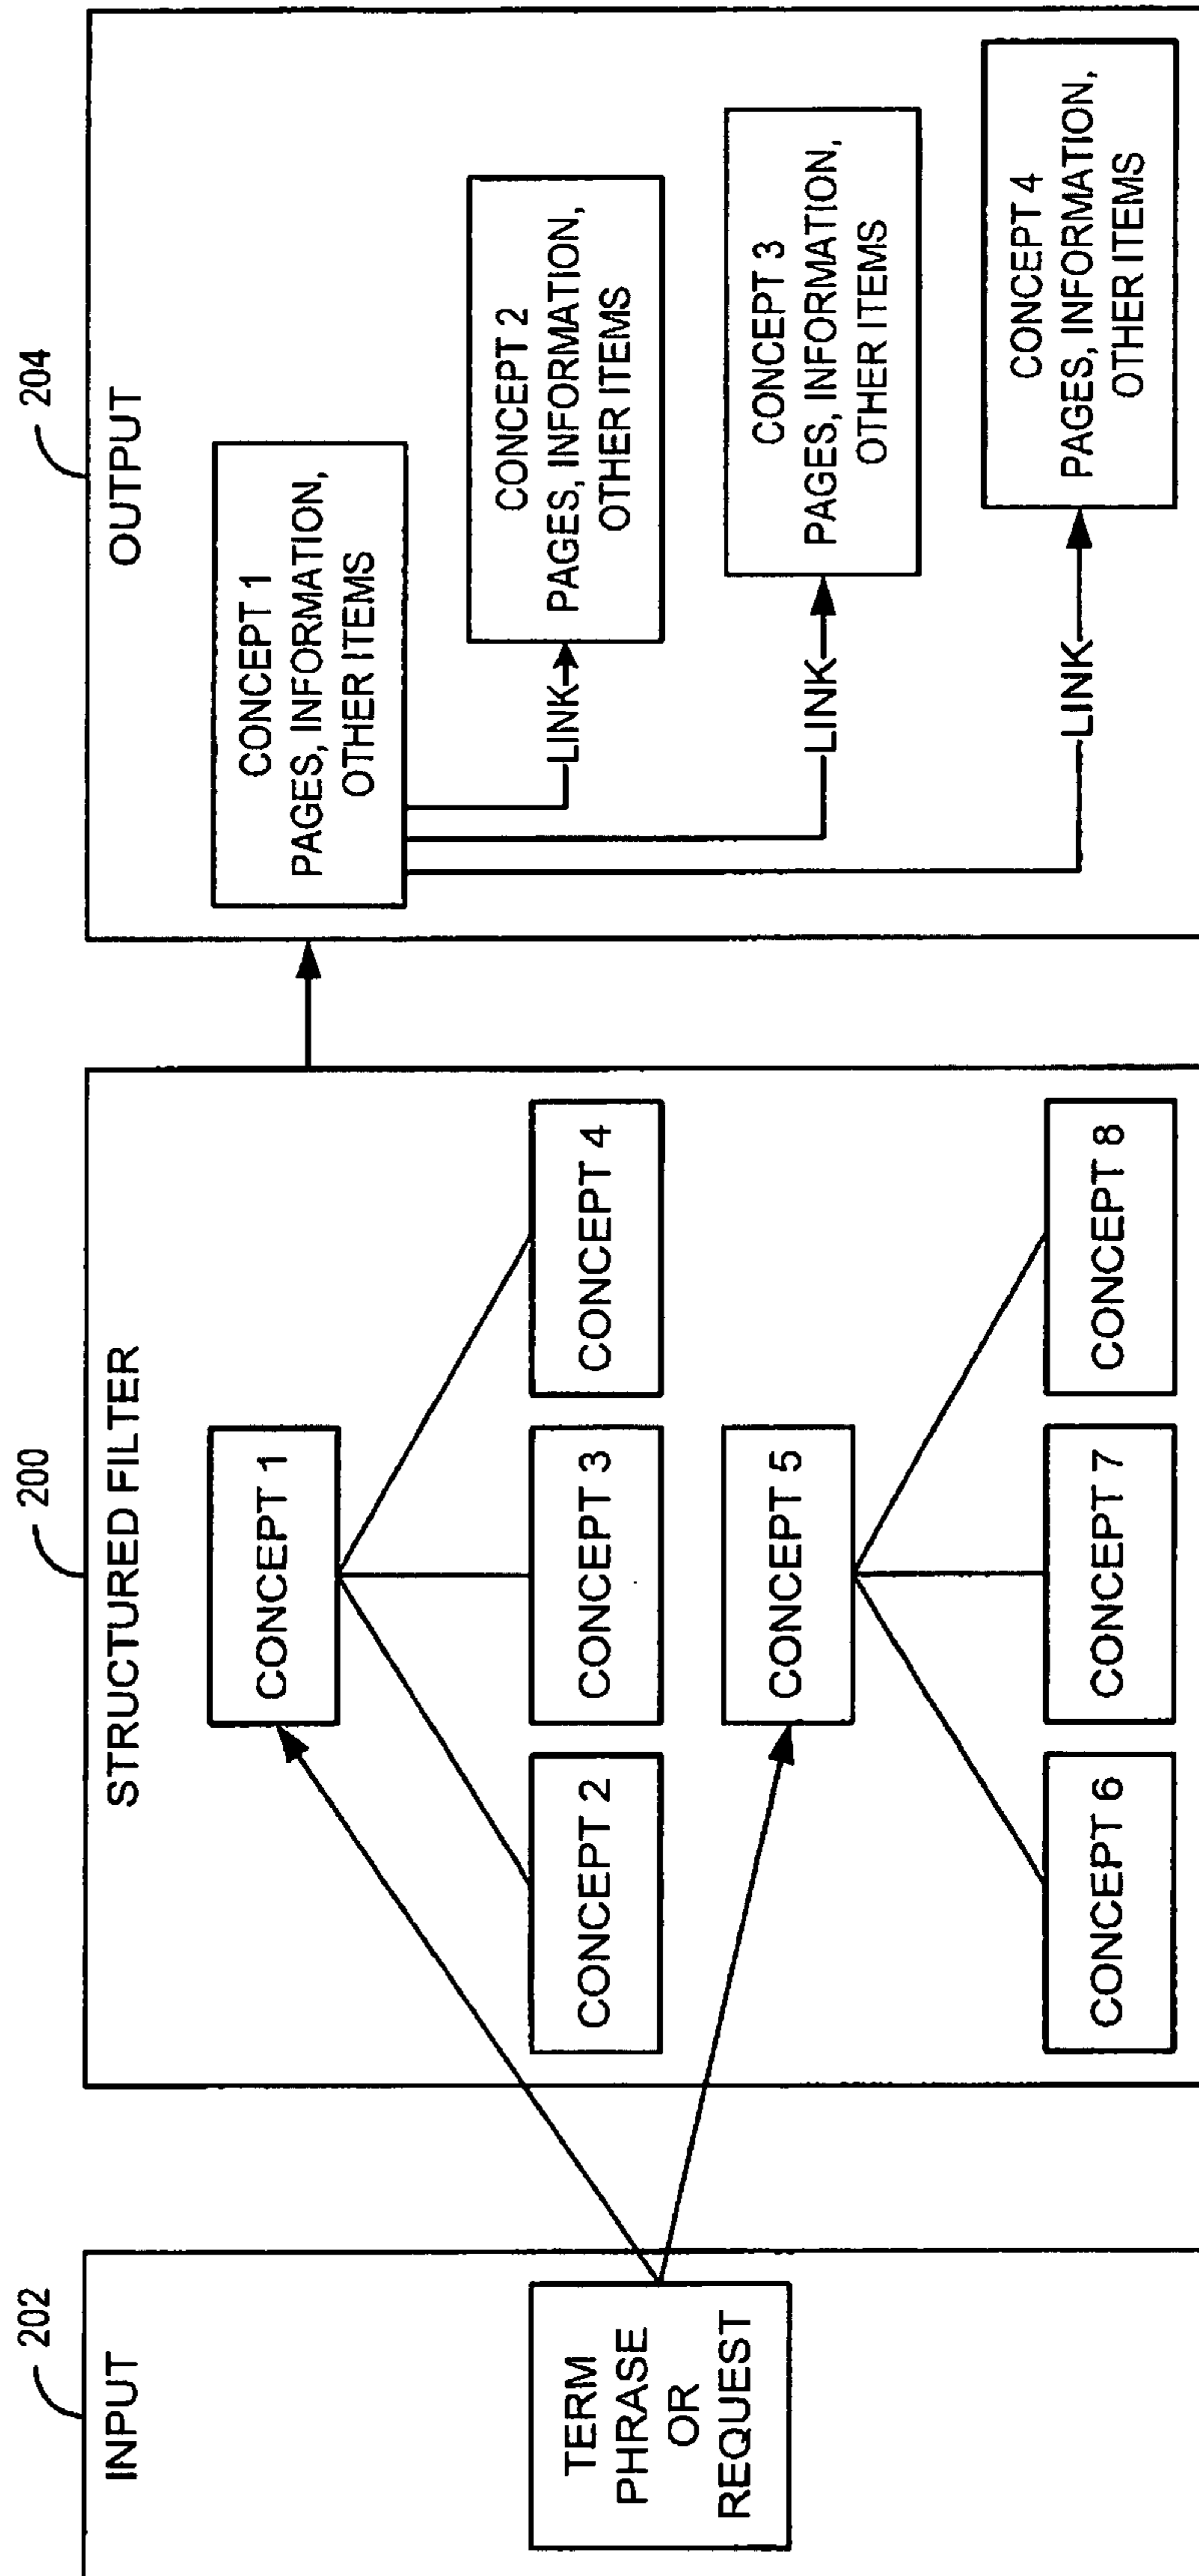 202
INPUT
TERM
PHRASE
OR
REQUEST
200
STRUCTURED FILTER
CONCEPT 1
CONCEPT 2
CONCEPT 3
CONCEPT 4
CONCEPT 5
CONCEPT 6
CONCEPT 7
CONCEPT 8
204
OUTPUT
CONCEPT 1
PAGES, INFORMATION,
OTHER ITEMS
LINK
CONCEPT 2
PAGES, INFORMATION,
OTHER ITEMS
LINK
CONCEPT 3
PAGES, INFORMATION,
OTHER ITEMS
LINK
CONCEPT 4
PAGES, INFORMATION,
OTHER ITEMS